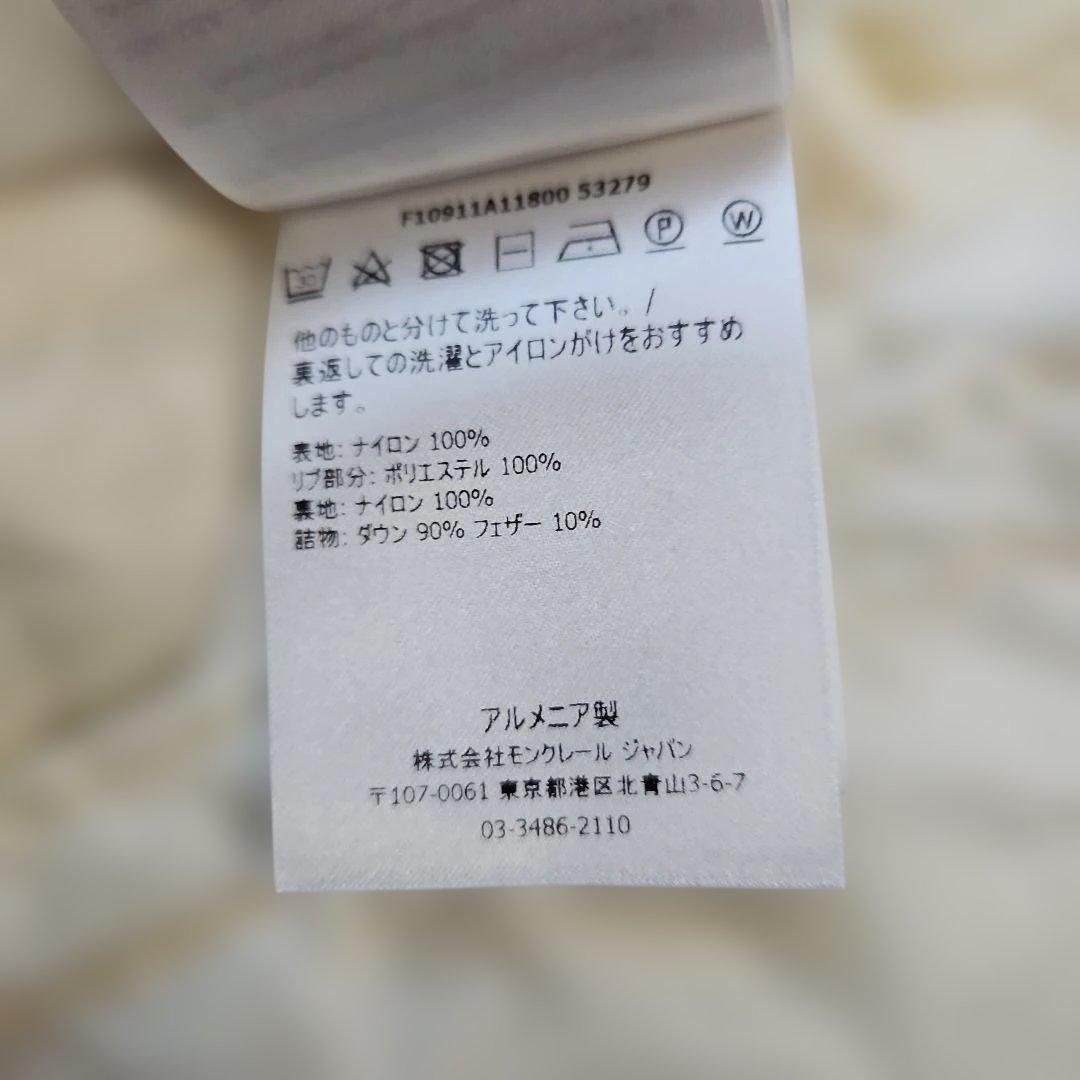 F10911A11800 53279
30
P
W
他のものと分けて洗って下さい。/
裏返しての洗濯とアイロンがけをおすすめ
します。
表地: ナイロン 100%
リブ部分: ポリエステル 100%
裏地: ナイロン 100%
詰物: ダウン 90% フェザー 10%
アルメニア製
株式会社モンクレール ジャパン
〒107-0061 東京都港区北青山3-6-7
03-3486-2110